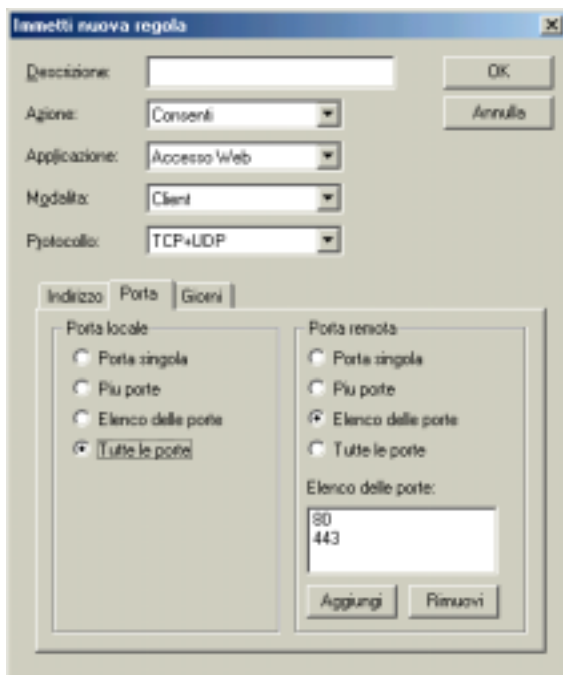 Immetti nuova regola
Descrizione:
OK
Azione:
Consenti
Annulla
Applicazione:
Accesso Web
Modalita:
Client
Protocollo:
TCP+UDP
Indirizzo
Porta
Giorni
Porta locale
Porta singola
Piu porte
Elenco delle porte
Tutte le porte
Porta remota
Porta singola
Piu porte
Elenco delle porte
Tutte le porte
Elenco delle porte:
80
443
Aggiungi
Rimuovi